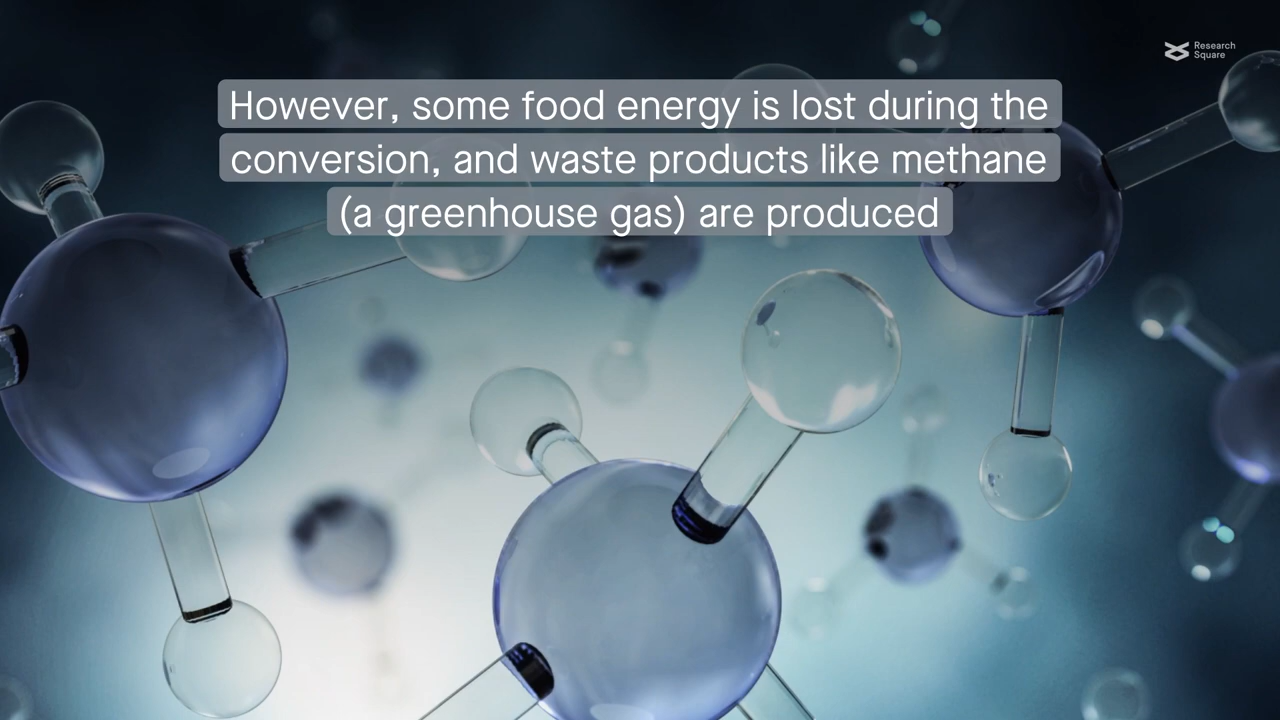 Research
Square
However, some food energy is lost during the
conversion, and waste products like methane
(a greenhouse gas) are produced